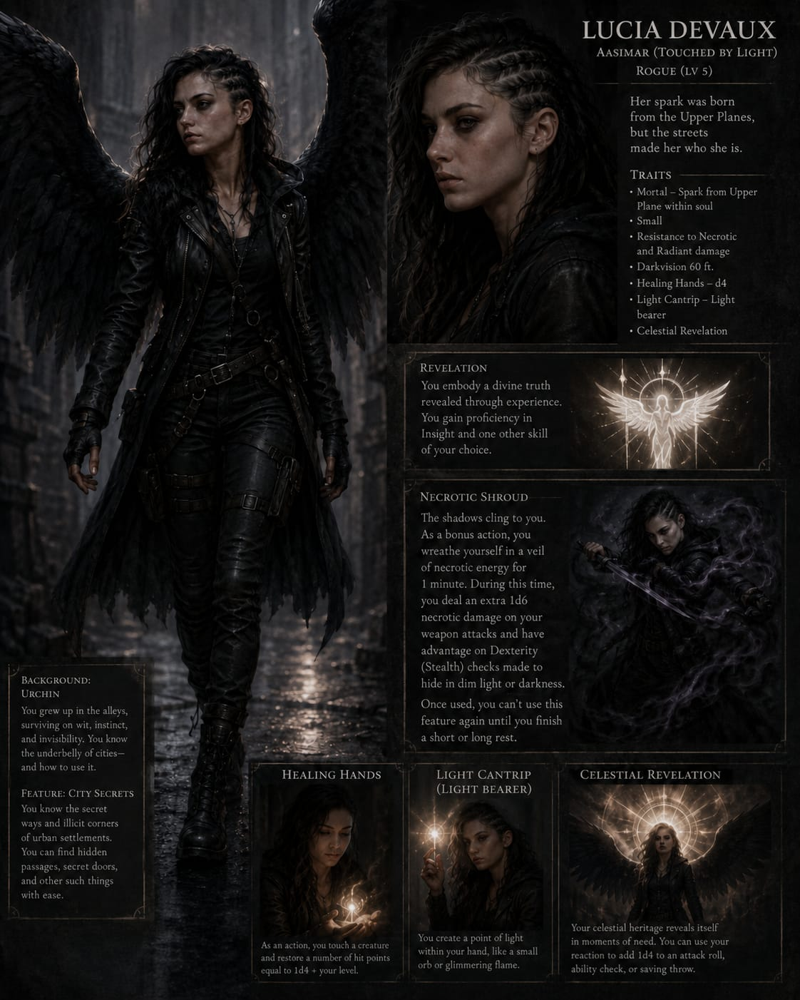 LUCIA DEVAUX
AASIMAR (TOUCHED BY LIGHT)
ROGUE (LV 5)
Her spark was born
from the Upper Planes,
but the streets
made her who she is.
TRAITS
• Mortal – Spark from Upper
Plane within soul
• Small
• Resistance to Necrotic
and Radiant damage
• Darkvision 60 ft.
• Healing Hands – d4
• Light Cantrip – Light
bearer
• Celestial Revelation
REVELATION
You embody a divine truth
revealed through experience.
You gain proficiency in
Insight and one other skill
of your choice.
NECROTIC SHROUD
The shadows cling to you.
As a bonus action, you
wreathe yourself in a veil
of necrotic energy for
1 minute. During this time,
you deal an extra 1d6
necrotic damage on your
weapon attacks and have
advantage on Dexterity
(Stealth) checks made to
hide in dim light or darkness.
Once used, you can't use this
feature again until you finish
a short or long rest.
BACKGROUND:
URCHIN
You grew up in the alleys,
surviving on wit, instinct,
and invisibility. You know
the underbelly of cities—
and how to use it.
FEATURE: CITY SECRETS
You know the secret
ways and illicit corners
of urban settlements.
You can find hidden
passages, secret doors,
and other such things
with ease.
HEALING HANDS
As an action, you touch a creature
and restore a number of hit points
equal to 1d4 + your level.
LIGHT CANTRIP
(LIGHT BEARER)
You create a point of light
within your hand, like a small
orb or glimmering flame.
CELESTIAL REVELATION
Your celestial heritage reveals itself
in moments of need. You can use your
reaction to add 1d4 to an attack roll,
ability check, or saving throw.